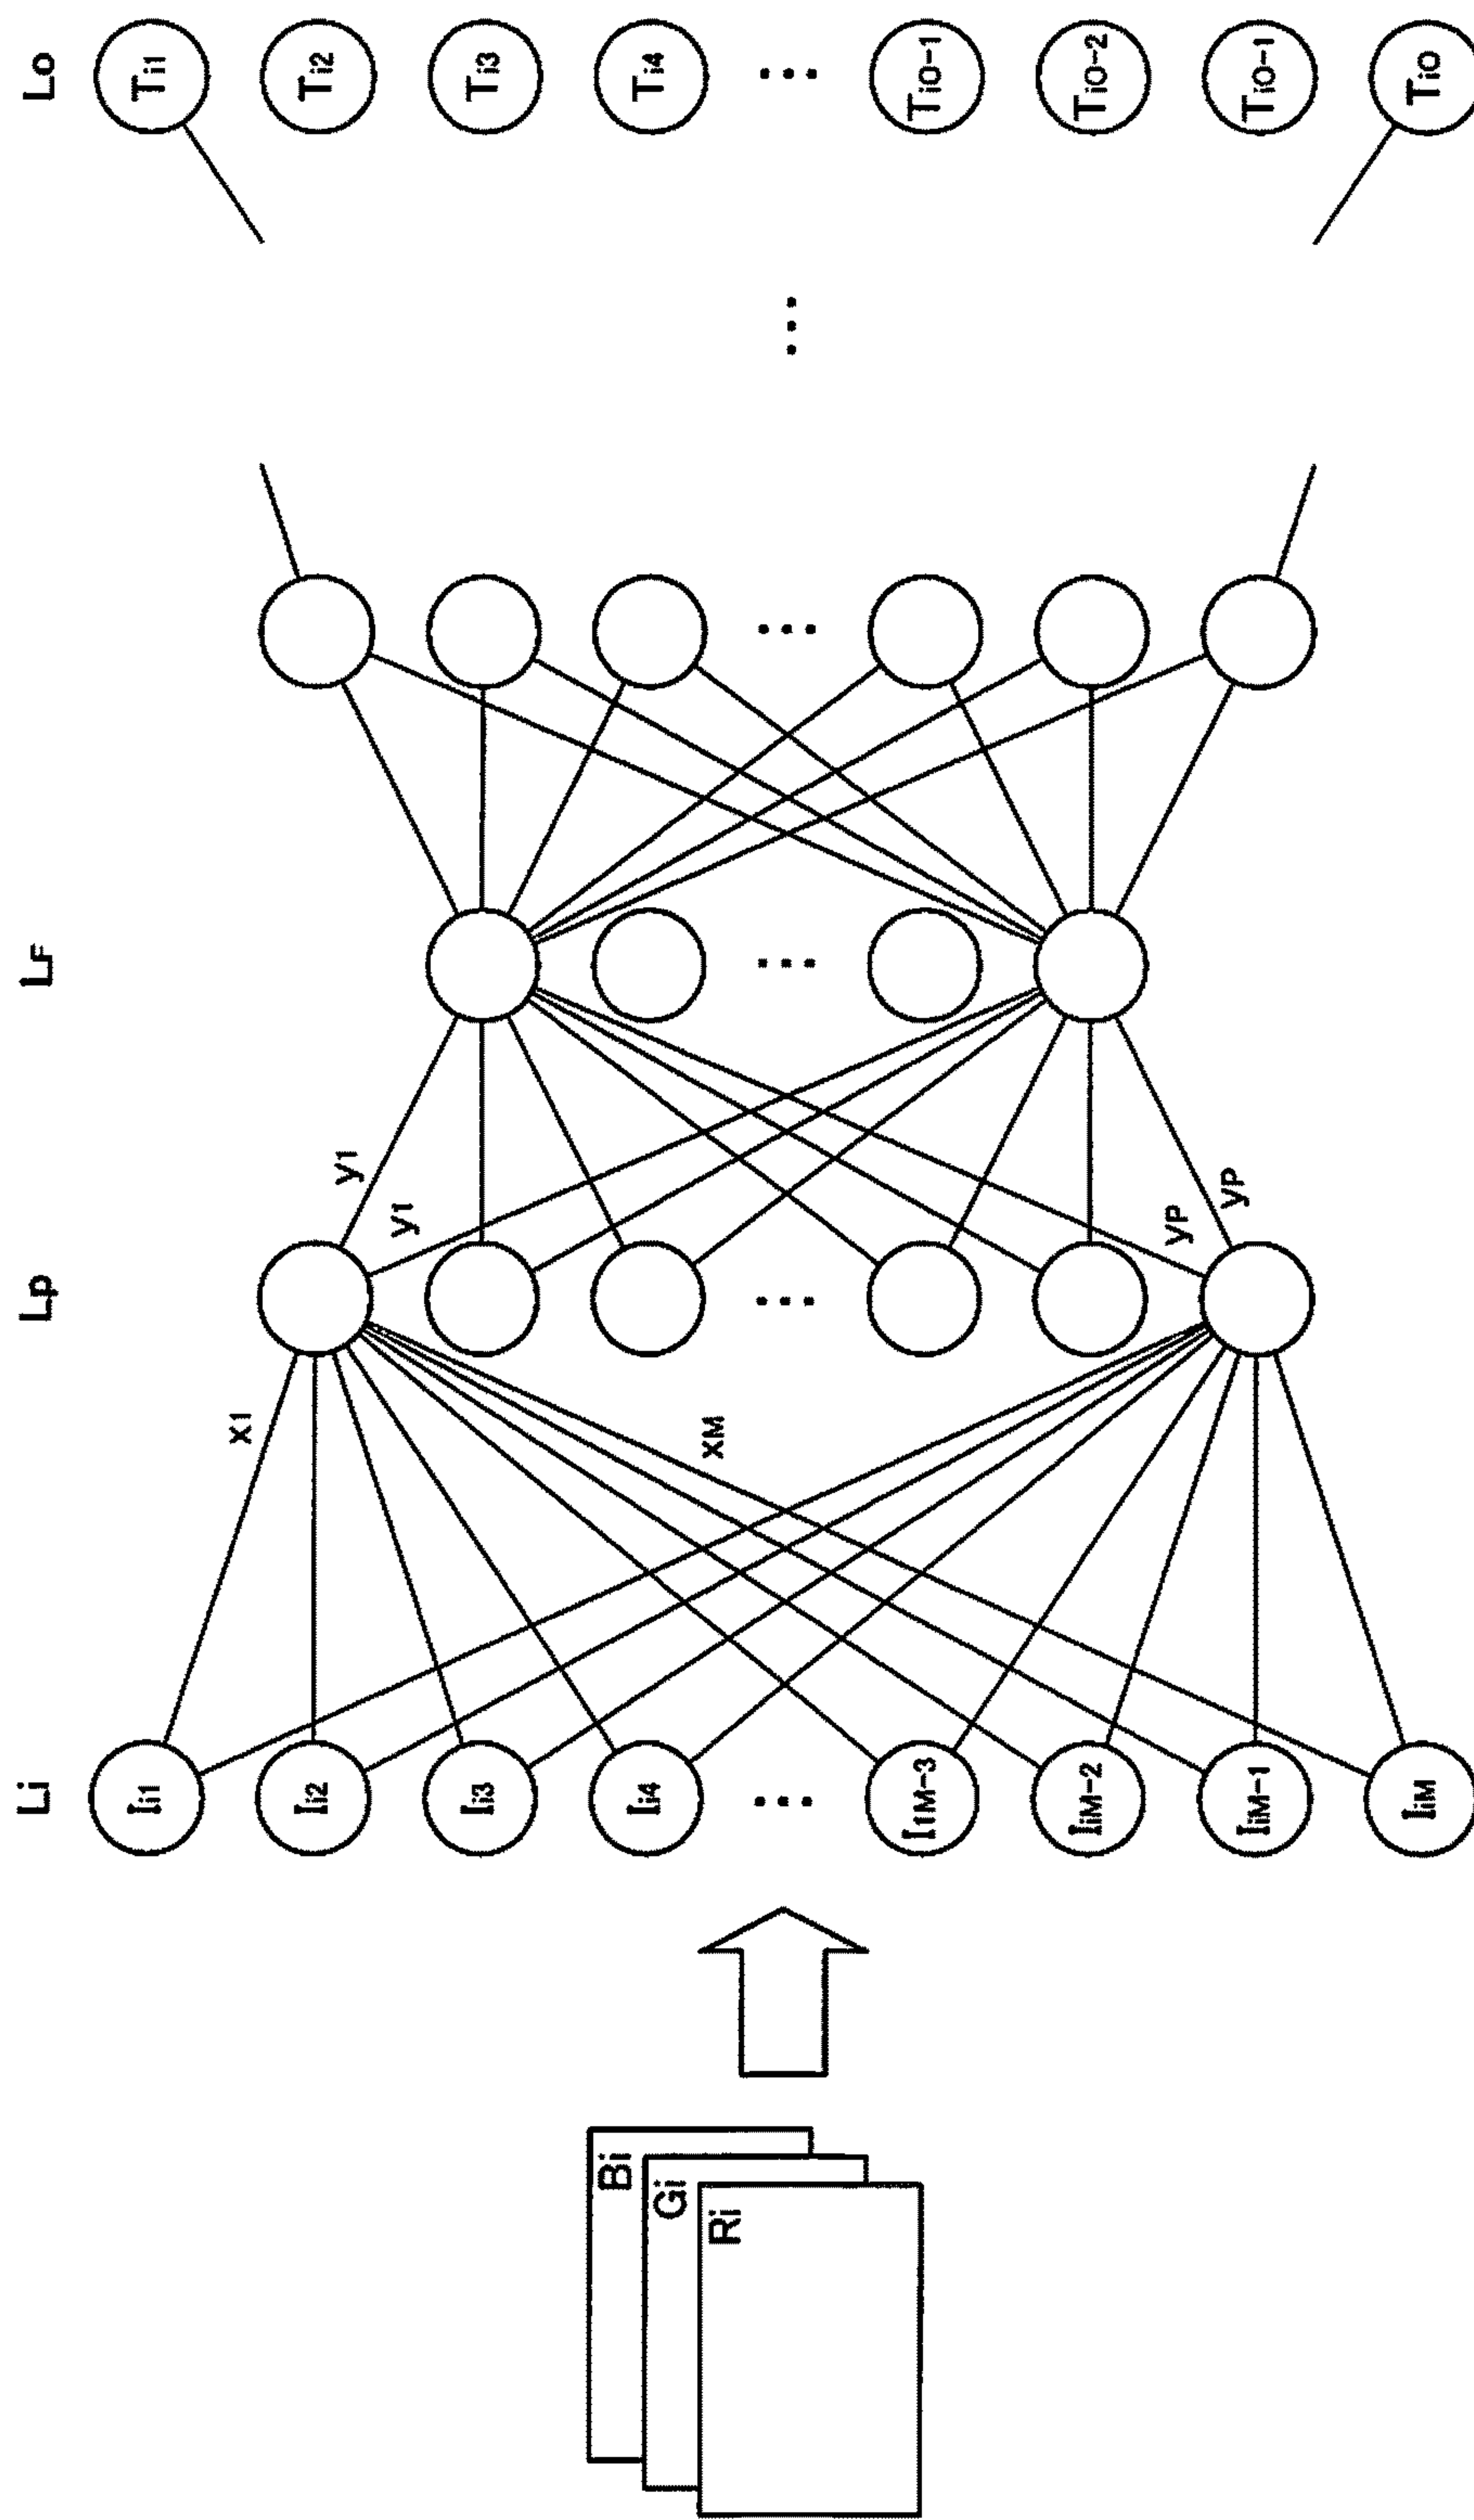 Li
Lp
LF
Lo
Bi
Gi
Ri
Ii1
Ii2
Ii3
Ii4
...
I1M-3
IiM-2
IiM-1
IiM
x1
xM
...
y1
y1
yP
yP
...
...
...
Ti1
Ti2
Ti3
Ti4
...
TiO-1
TiO-2
TiO-1
TiO